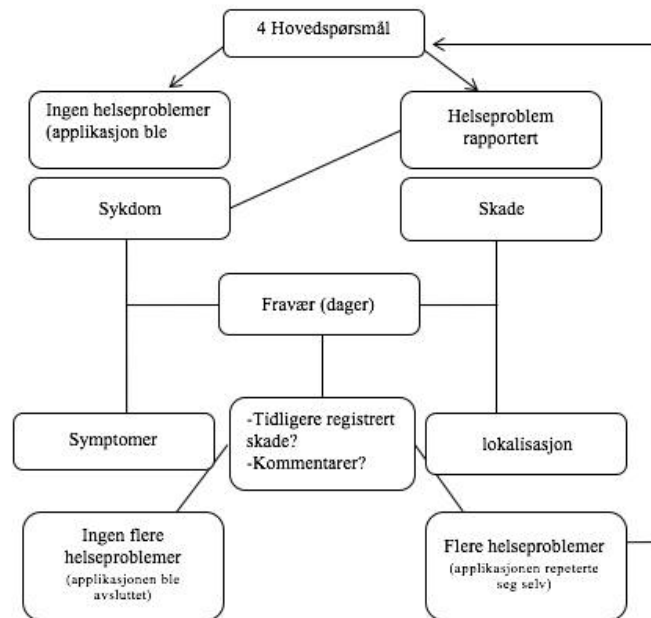 4 Hovedspørsmål
Ingen helseproblemer
(applikasjon ble
Helseproblem
rapportert
Sykdom
Skade
Fravær (dager)
Symptomer
-Tidligere registrert
skade?
-Kommentarer?
lokalisasjon
Ingen flere
helseproblemer
(applikasjonen ble
avsluttet)
Flere helseproblemer
(applikasjonen repeterte
seg selv)